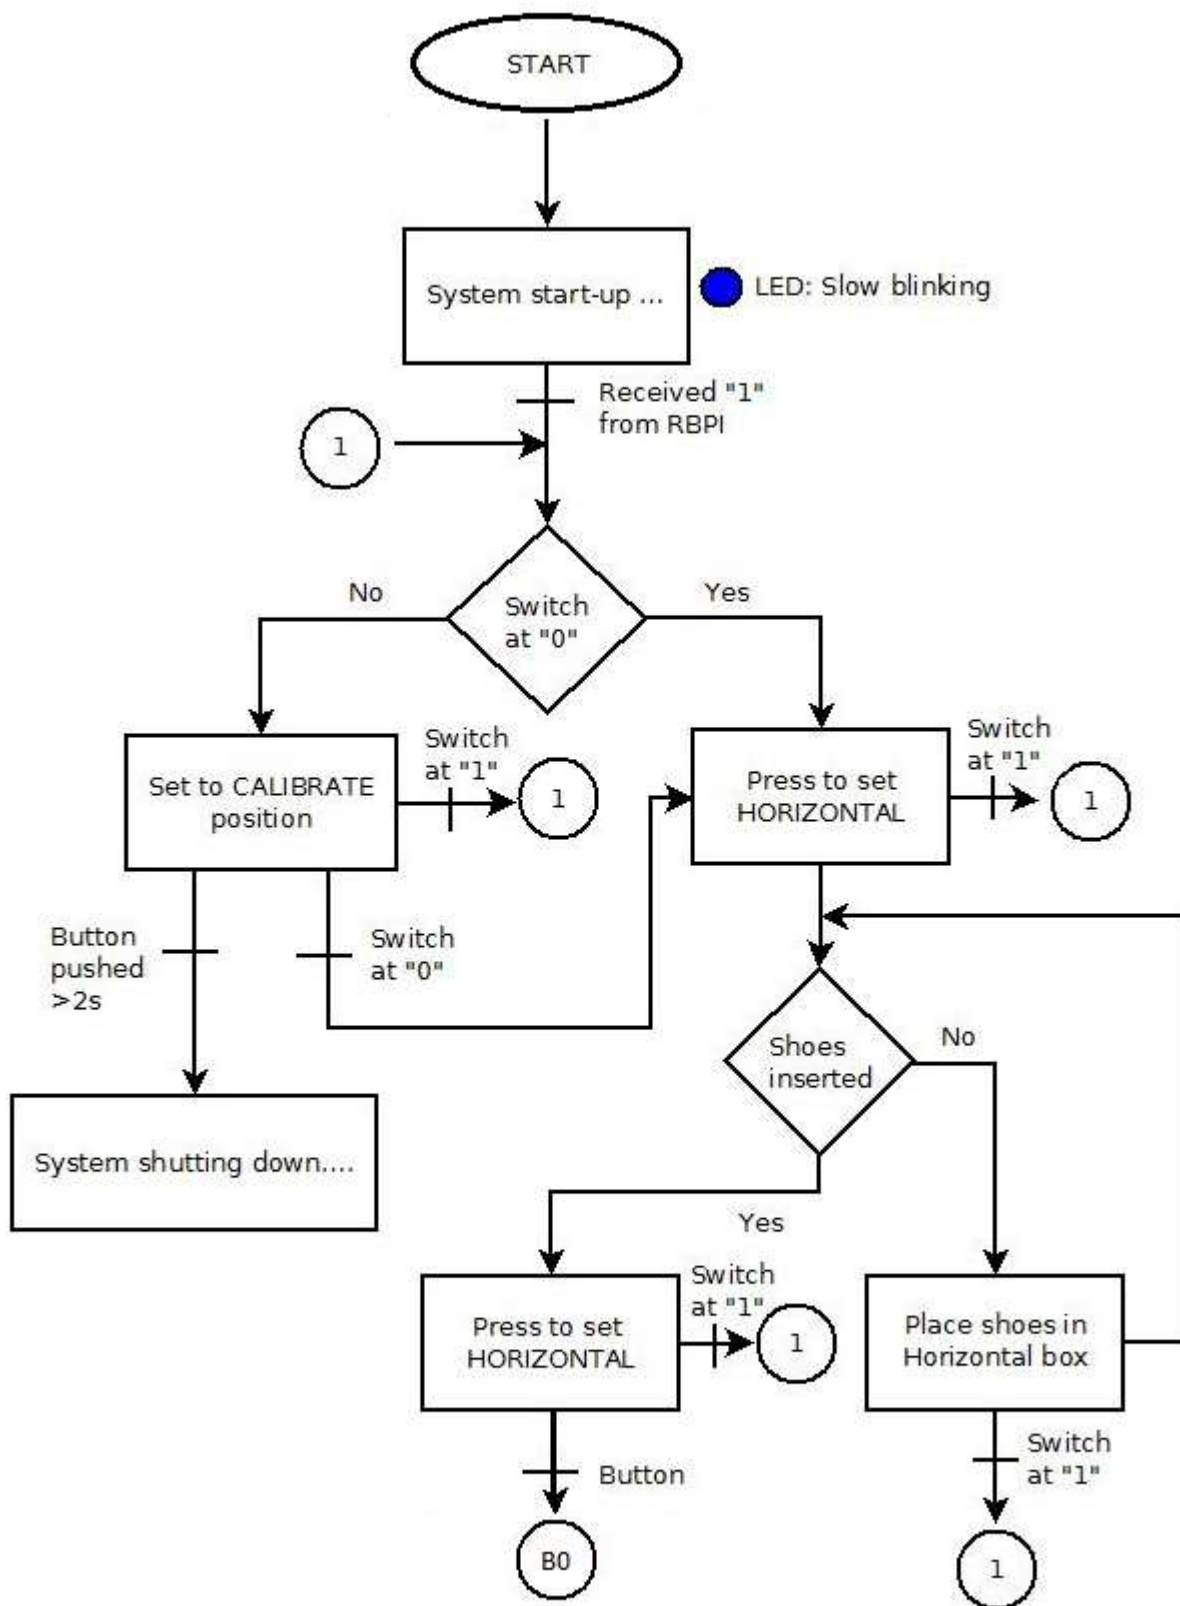 START
System start-up ...
LED: Slow blinking
Received "1"
from RBPI
1
Switch
at "0"
No
Yes
Set to CALIBRATE
position
Switch
at "1"
1
Press to set
HORIZONTAL
Switch
at "1"
1
Button
pushed
>2s
Switch
at "0"
System shutting down....
Shoes
inserted
No
Yes
Press to set
HORIZONTAL
Switch
at "1"
1
Place shoes in
Horizontal box
Button
B0
Switch
at "1"
1